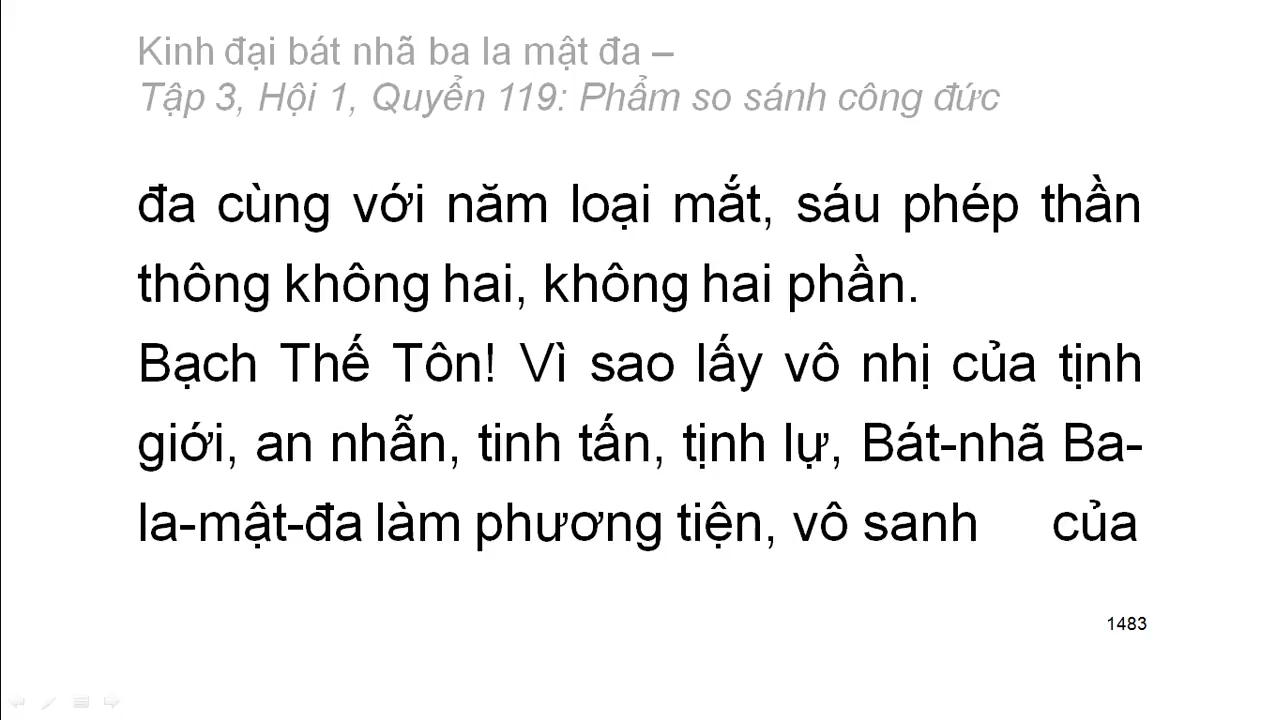 Kinh đại bát nhã ba la mật đa –
Tập 3, Hội 1, Quyển 119: Phẩm so sánh công đức
đa cùng với năm loại mắt, sáu phép thần
thông không hai, không hai phần.
Bạch Thế Tôn! Vì sao lấy vô nhị của tịnh
giới, an nhẫn, tinh tấn, tịnh lự, Bát-nhã Ba-
la-mật-đa làm phương tiện, vô sanh của
1483